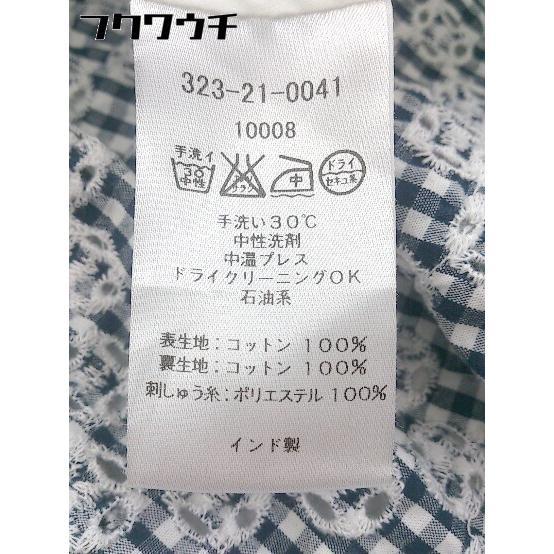 フクワウチ
323-21-0041
10008
手洗イ
30
中性
中
ドライ
セキユ系
手洗い30℃
中性洗剤
中温プレス
ドライクリーニングOK
石油系
表生地:コットン 100%
裏生地:コットン 100%
刺しゅう糸:ポリエステル 100%
インド製